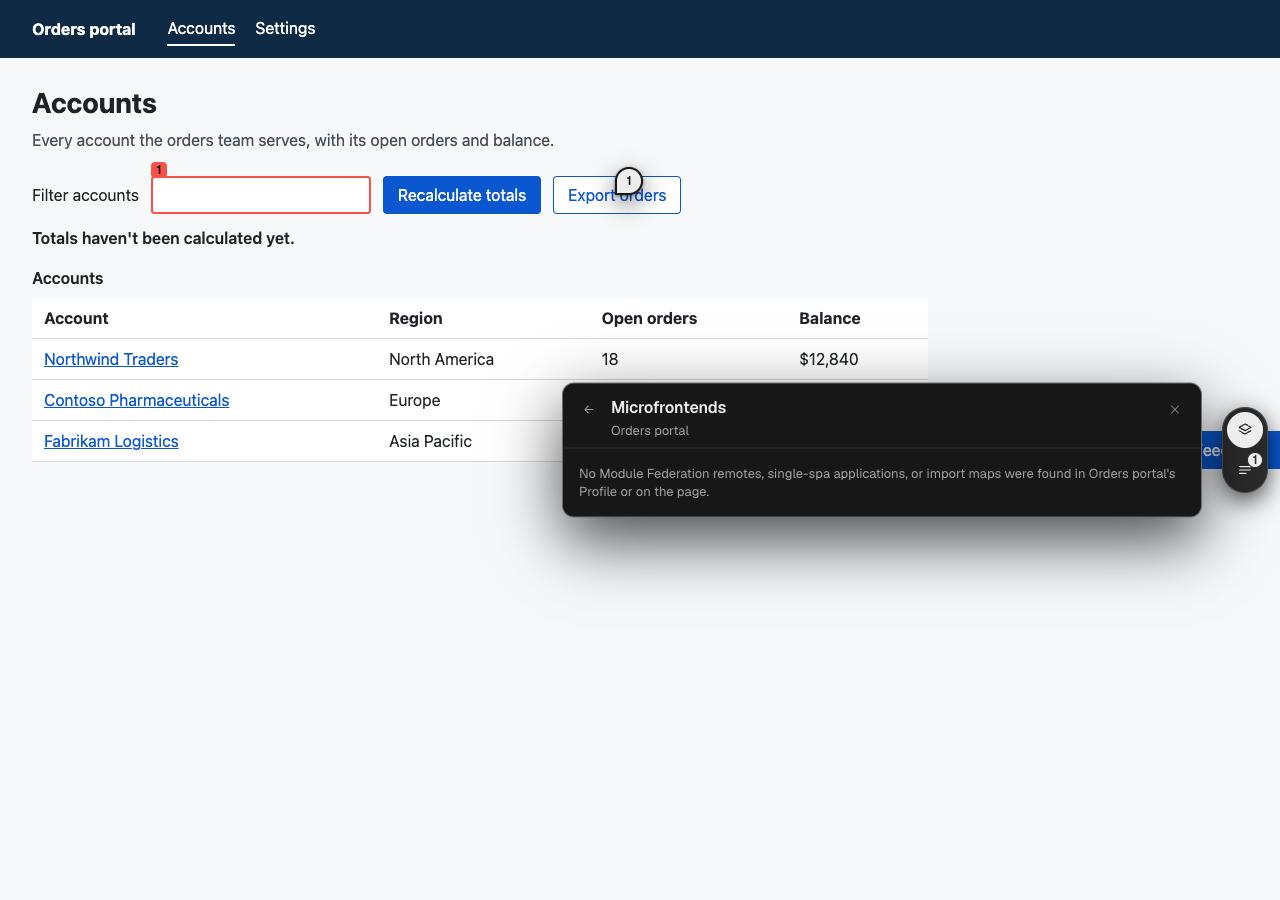 Orders portal
Accounts
Settings
Accounts
Every account the orders team serves, with its open orders and balance.
1
Filter accounts
Recalculate totals
Export orders
1
Totals haven't been calculated yet.
Accounts
Account Region Open orders Balance
Northwind Traders North America 18 $12,840
Contoso Pharmaceuticals Europe
Fabrikam Logistics Asia Pacific
Microfrontends
Orders portal
No Module Federation remotes, single-spa applications, or import maps were found in Orders portal's
Profile or on the page.
1